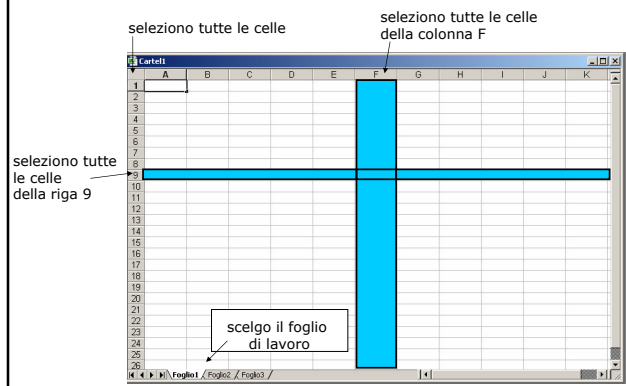 seleziono tutte le celle
seleziono tutte le celle
della colonna F
Cartel1
A B C D E F G H I J K
1
2
3
4
5
6
7
8
seleziono tutte
le celle
della riga 9
9
10
11
12
13
14
15
16
17
18
19
20
21
22
23
24
25
26
scelgo il foglio
di lavoro
Foglio1 / Foglio2 / Foglio3 /